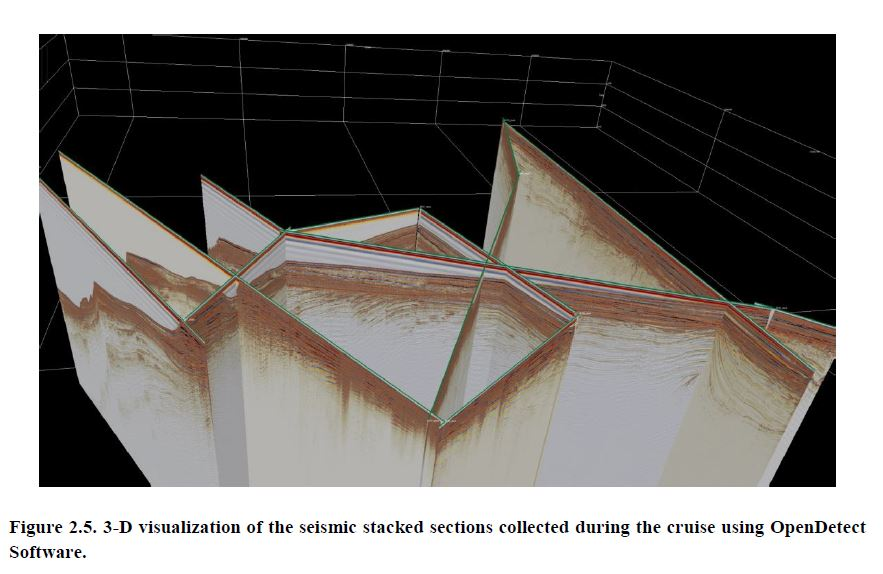 Figure 2.5. 3-D visualization of the seismic stacked sections collected during the cruise using OpenDetect
Software.